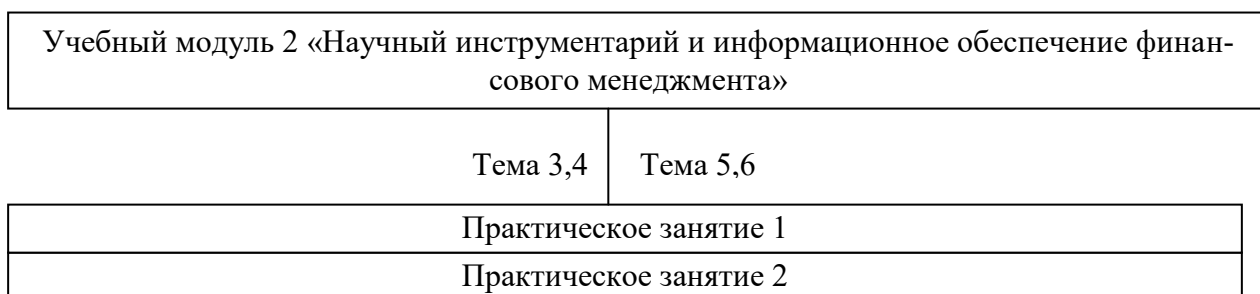 Учебный модуль 2 «Научный инструментарий и информационное обеспечение финан-
сового менеджмента»
Тема 3,4 Тема 5,6
Практическое занятие 1
Практическое занятие 2